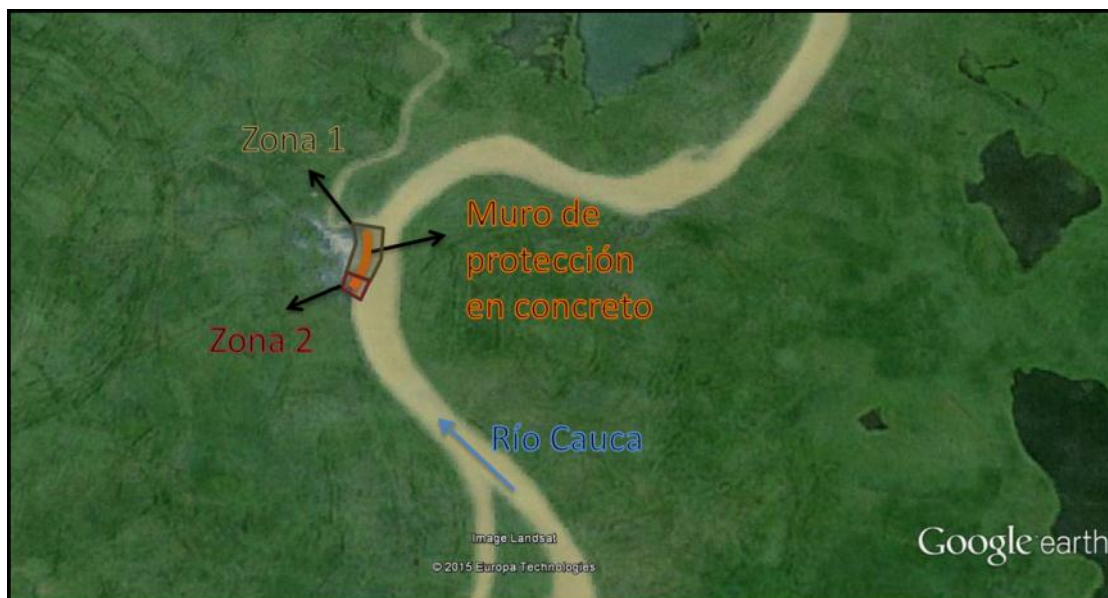 Zona 1
Muro de
protección
en concreto
Zona 2
Río Cauca
Image Landsat
© 2015 Europa Technologies
Google earth